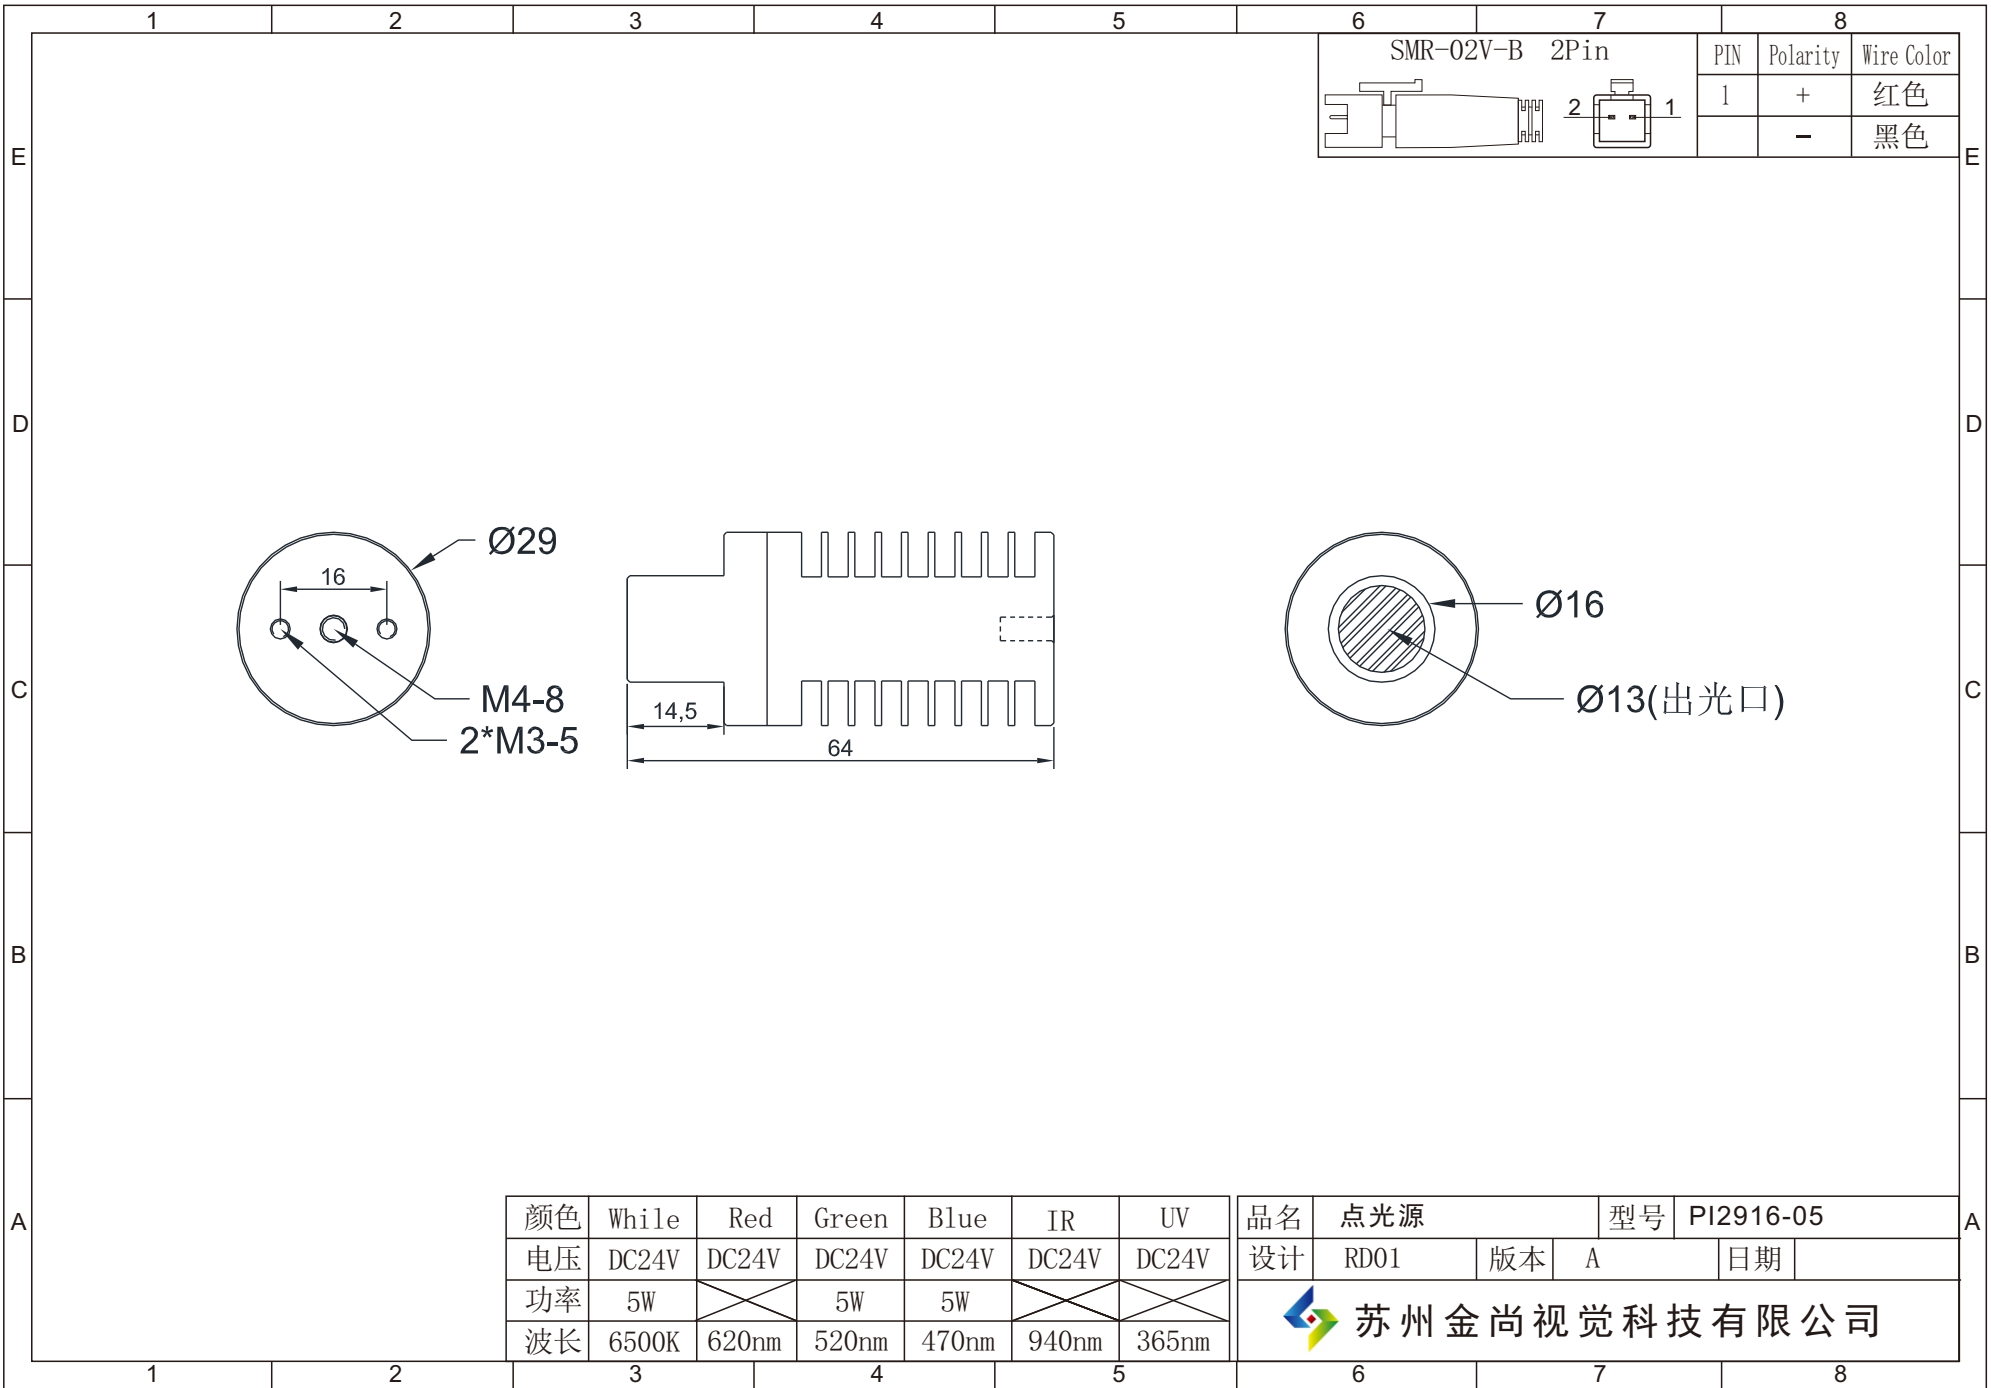 1 2 3 4 5 6 7 8
SMR-02V-B 2Pin
2 1
PIN Polarity Wire Color
1 + 红色
- 黑色
E E
D D
Ø29
16
M4-8
2*M3-5
14,5
64
Ø16
Ø13(出光口)
C C
B B
A A
颜色 While Red Green Blue IR UV
电压 DC24V DC24V DC24V DC24V DC24V DC24V
功率 5W 5W 5W
波长 6500K 620nm 520nm 470nm 940nm 365nm
品名 点光源 型号 PI2916-05
设计 RD01 版本 A 日期
苏州金尚视觉科技有限公司
1 2 3 4 5 6 7 8